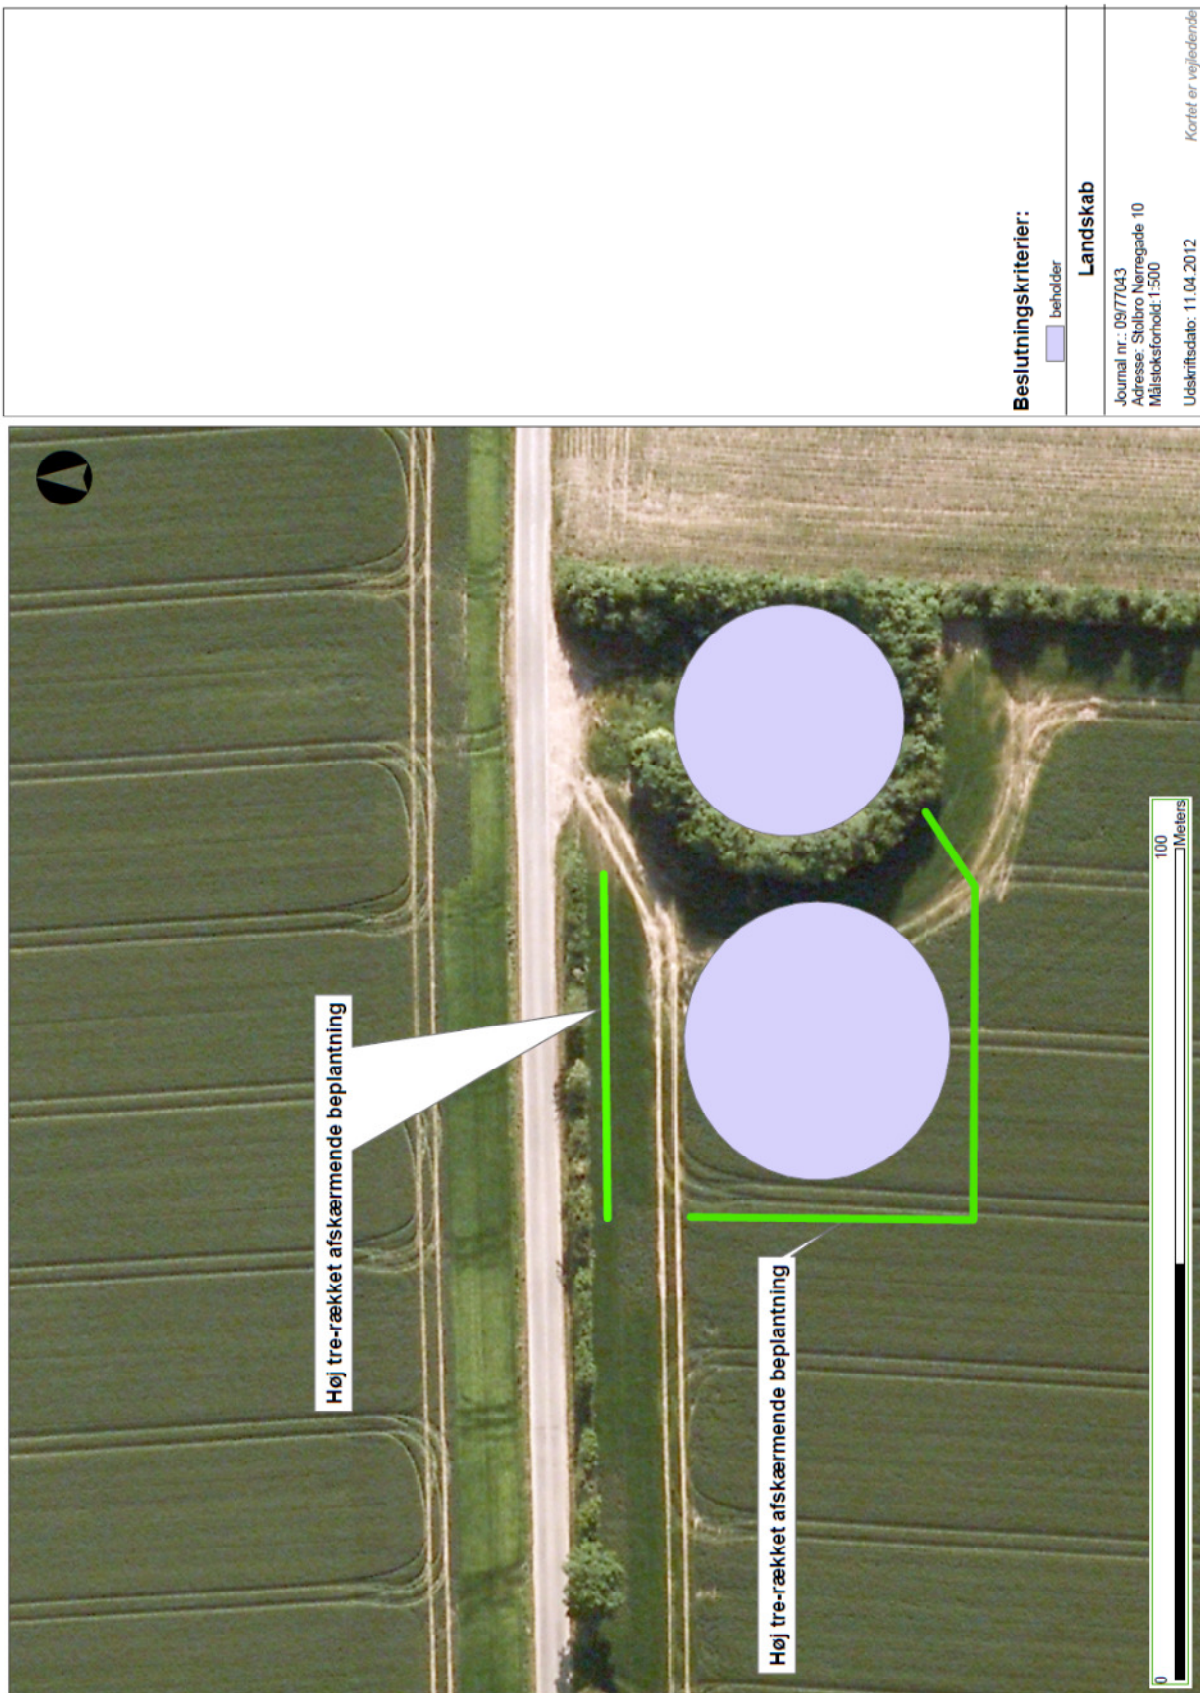 Høj tre-rækket afskærmende beplantning
Høj tre-rækket afskærmende beplantning
0
100
Meters
Beslutningskriterier:
beholder
Landskab
Journal nr.: 09/77043
Adresse: Stolbro Nørregade 10
Målstoksforhold:1:500
Udskriftsdato: 11.04.2012
Kortet er vejledende